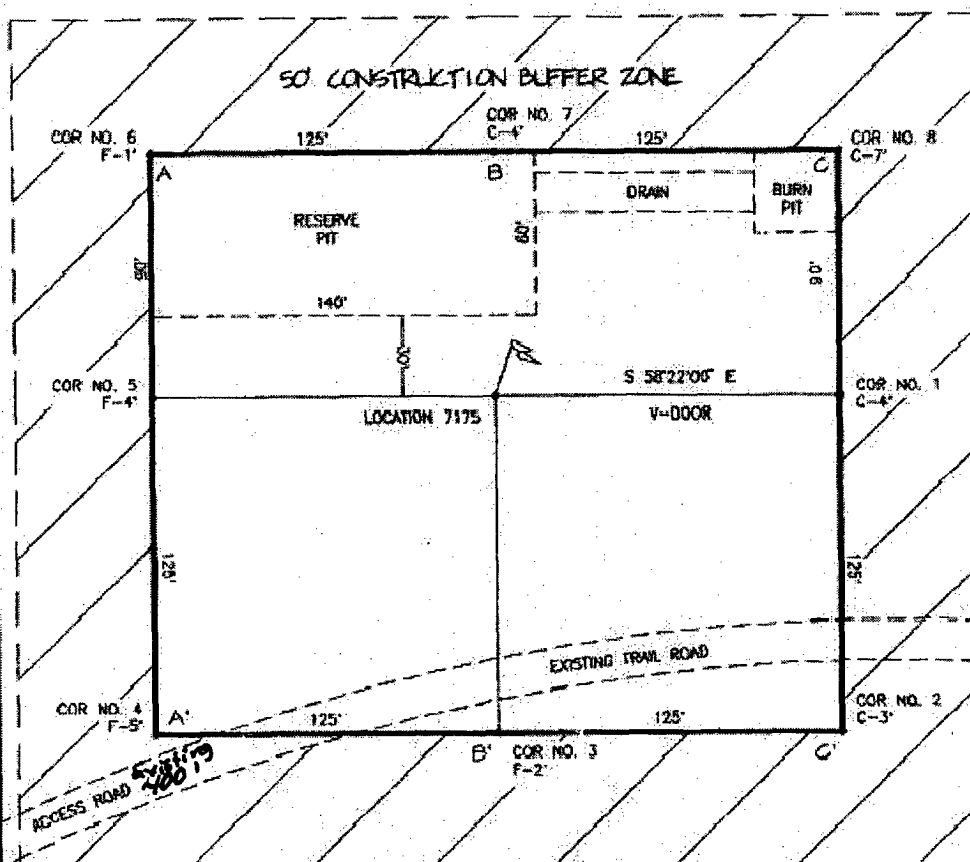 50' CONSTRUCTION BUFFER ZONE
COR NO. 6
F-1'
125'
COR NO. 7
C-4'
125'
COR NO. 8
C-7'
A
B
C
RESERVE
PIT
DRAIN
BURN
PIT
60'
90'
90'
140'
30'
COR NO. 5
F-4'
S 58°22'00" E
COR NO. 1
C-4'
LOCATION 7175
V-DOOR
125'
125'
EXISTING TRAIL ROAD
COR NO. 4
F-5'
A'
125'
125'
COR NO. 2
C-3'
B'
COR NO. 3
F-2'
C'
ACCESS ROAD
Existing